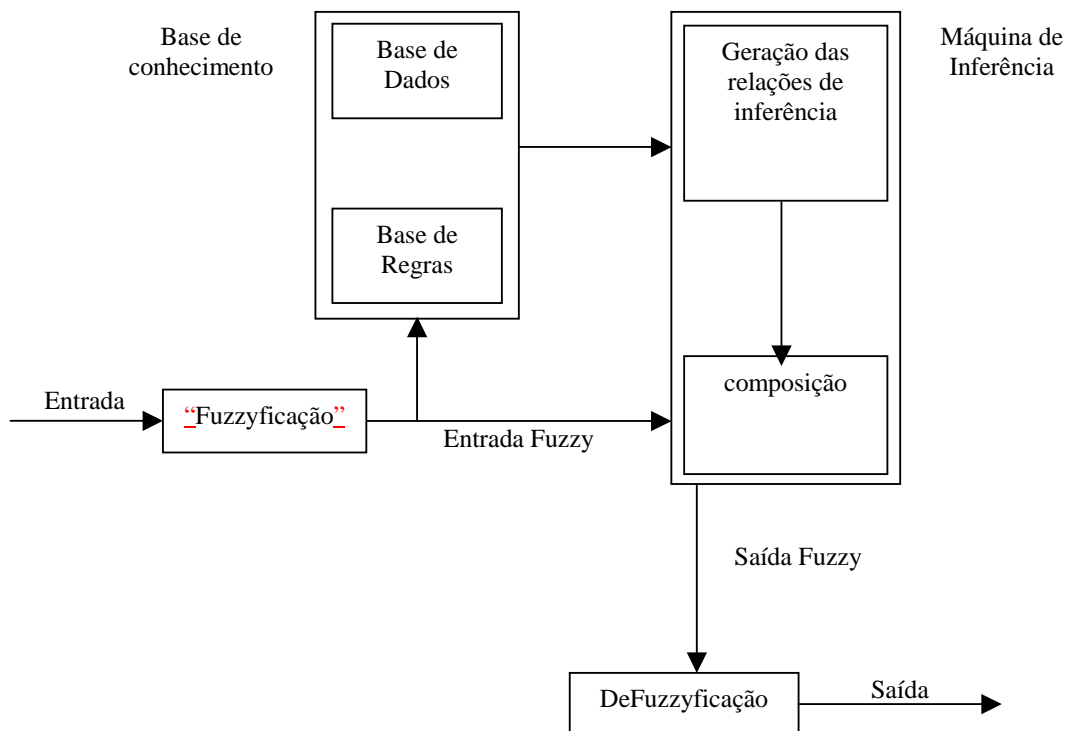 Base de
conhecimento
Base de
Dados
Base de
Regras
Geração das
relações de
inferência
composição
Máquina de
Inferência
Entrada
“Fuzzyficação”
Entrada Fuzzy
Saída Fuzzy
DeFuzzyficação
Saída